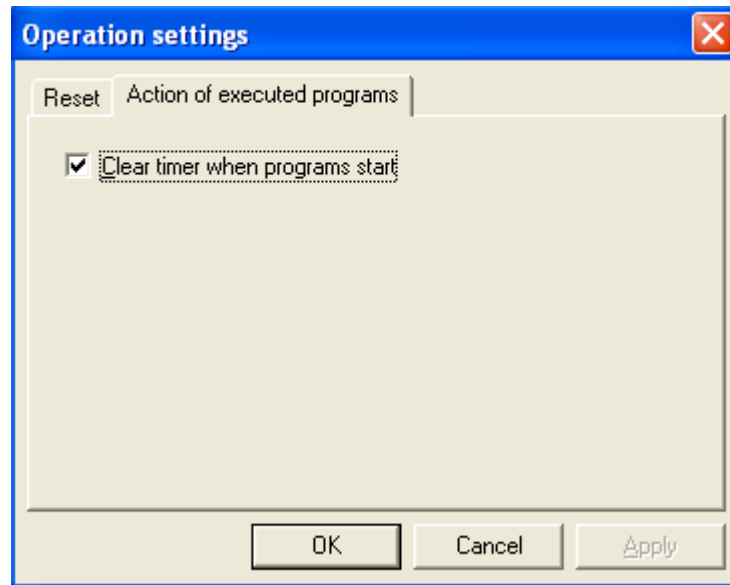 Operation settings
Reset
Action of executed programs
Clear timer when programs start
OK
Cancel
Apply